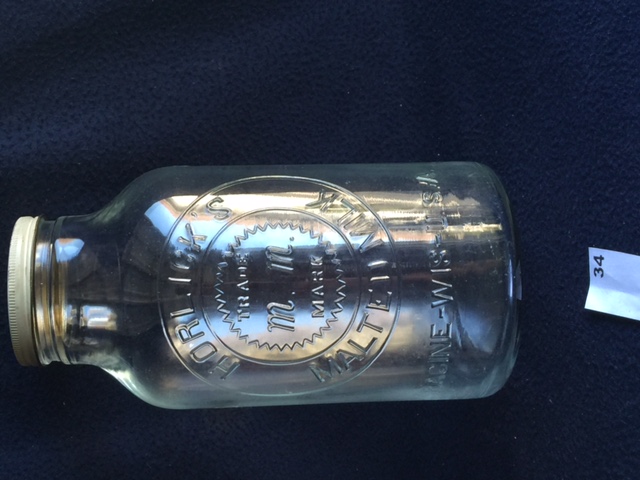 HORLICK'S
TRADE
m. m.
MARK
MALTED MILK
RACINE-WIS-U.S.A.
34